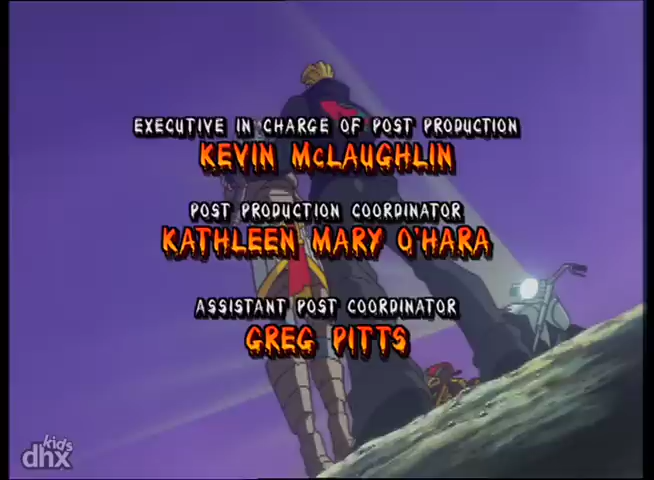 EXECUTIVE IN CHARGE OF POST PRODUCTION
KEVIN McLAUGHLIN
POST PRODUCTION COORDINATOR
KATHLEEN MARY O'HARA
ASSISTANT POST COORDINATOR
GREG PITTS
kids
dhx